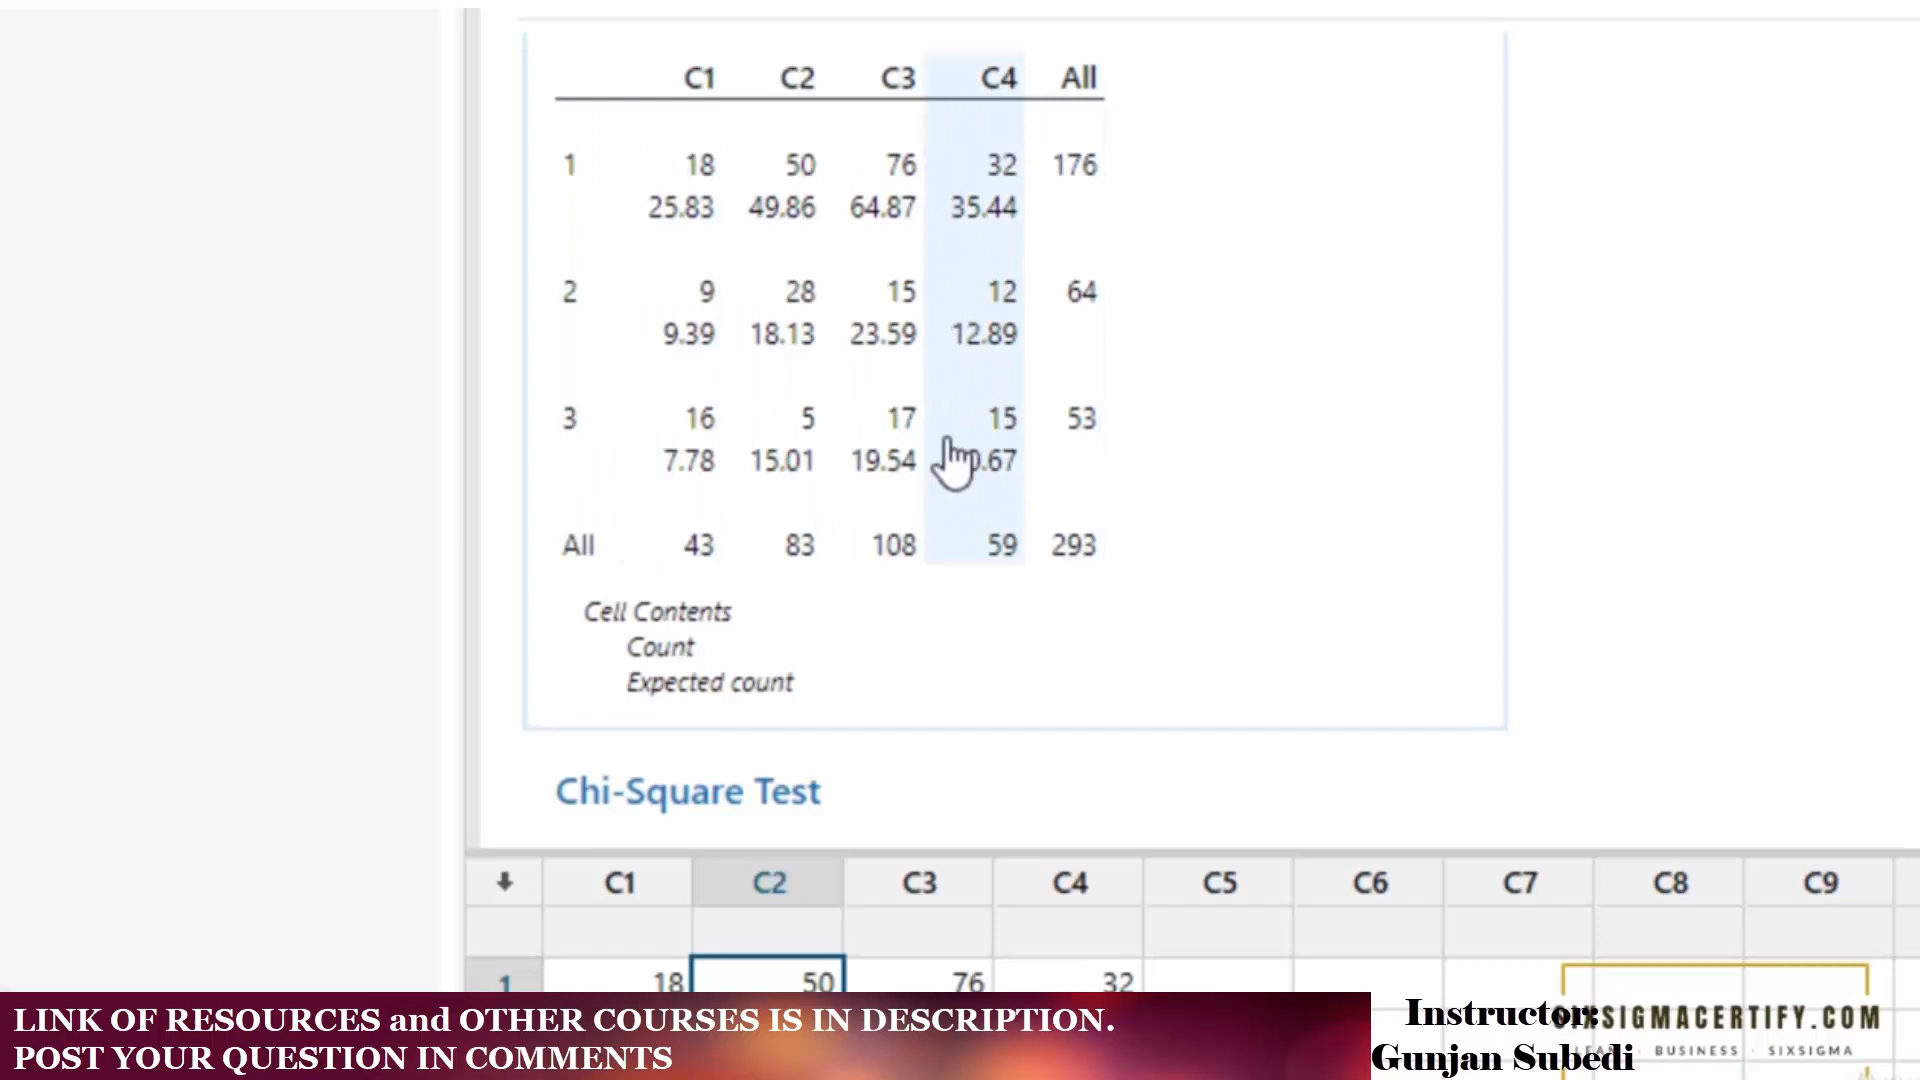 C1 C2 C3 C4 All
1 18 50 76 32 176
25.83 49.86 64.87 35.44
2 9 28 15 12 64
9.39 18.13 23.59 12.89
3 16 5 17 15 53
7.78 15.01 19.54 .67
All 43 83 108 59 293
Cell Contents
Count
Expected count
Chi-Square Test
C1 C2 C3 C4 C5 C6 C7 C8 C9
1 18 50 76 32
LINK OF RESOURCES and OTHER COURSES IS IN DESCRIPTION.
POST YOUR QUESTION IN COMMENTS
Instructor:
Gunjan Subedi
SIXSIGMACERTIFY.COM
BUSINESS · SIXSIGMA